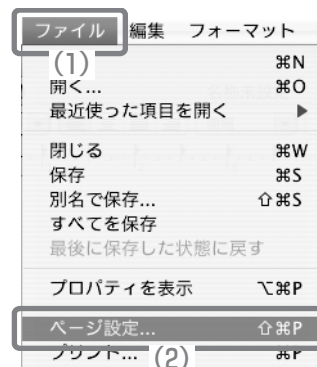 ファイル 編集 フォーマット
(1) ⌘N
開く... ⌘O
最近使った項目を開く ▶
閉じる ⌘W
保存 ⌘S
別名で保存... ⇧⌘S
すべてを保存
最後に保存した状態に戻す
プロパティを表示 ⌥⌘P
ページ設定... ⇧⌘P
プリント... (2) ⌘P